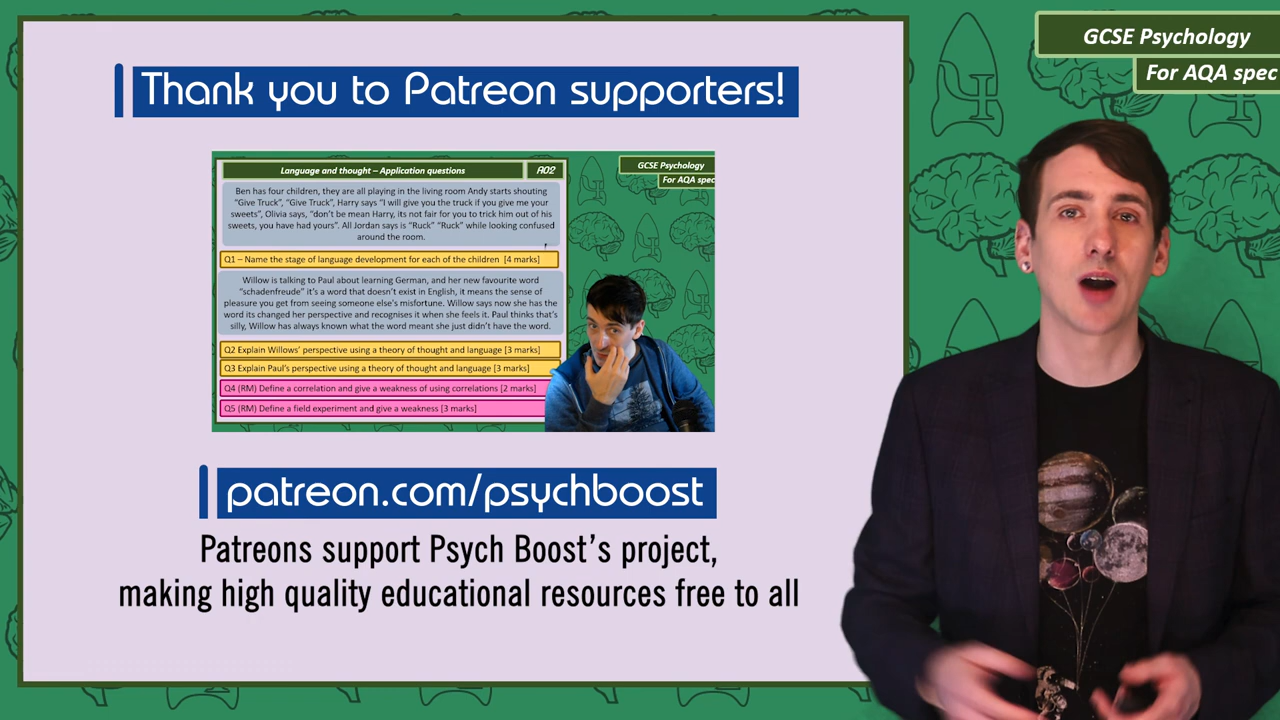 GCSE Psychology
For AQA spec
Thank you to Patreon supporters!
Language and thought – Application questions
AO2
GCSE Psychology
For AQA spec
Ben has four children, they are all playing in the living room Andy starts shouting
“Give Truck”, “Give Truck”, Harry says “I will give you the truck if you give me your
sweets”, Olivia says, “don’t be mean Harry, its not fair for you to trick him out of his
sweets, you have had yours”. All Jordan says is “Ruck” “Ruck” while looking confused
around the room.
Q1 – Name the stage of language development for each of the children [4 marks]
Willow is talking to Paul about learning German, and her new favourite word
“schadenfreude” it’s a word that doesn’t exist in English, it means the sense of
pleasure you get from seeing someone else’s misfortune. Willow says now she has the
word its changed her perspective and recognises it when she feels it. Paul thinks that’s
silly, Willow has always known what the word meant she just didn’t have the word.
Q2 Explain Willows’ perspective using a theory of thought and language [3 marks]
Q3 Explain Paul’s perspective using a theory of thought and language [3 marks]
Q4 (RM) Define a correlation and give a weakness of using correlations [2 marks]
Q5 (RM) Define a field experiment and give a weakness [3 marks]
patreon.com/psychboost
Patreons support Psych Boost’s project,
making high quality educational resources free to all